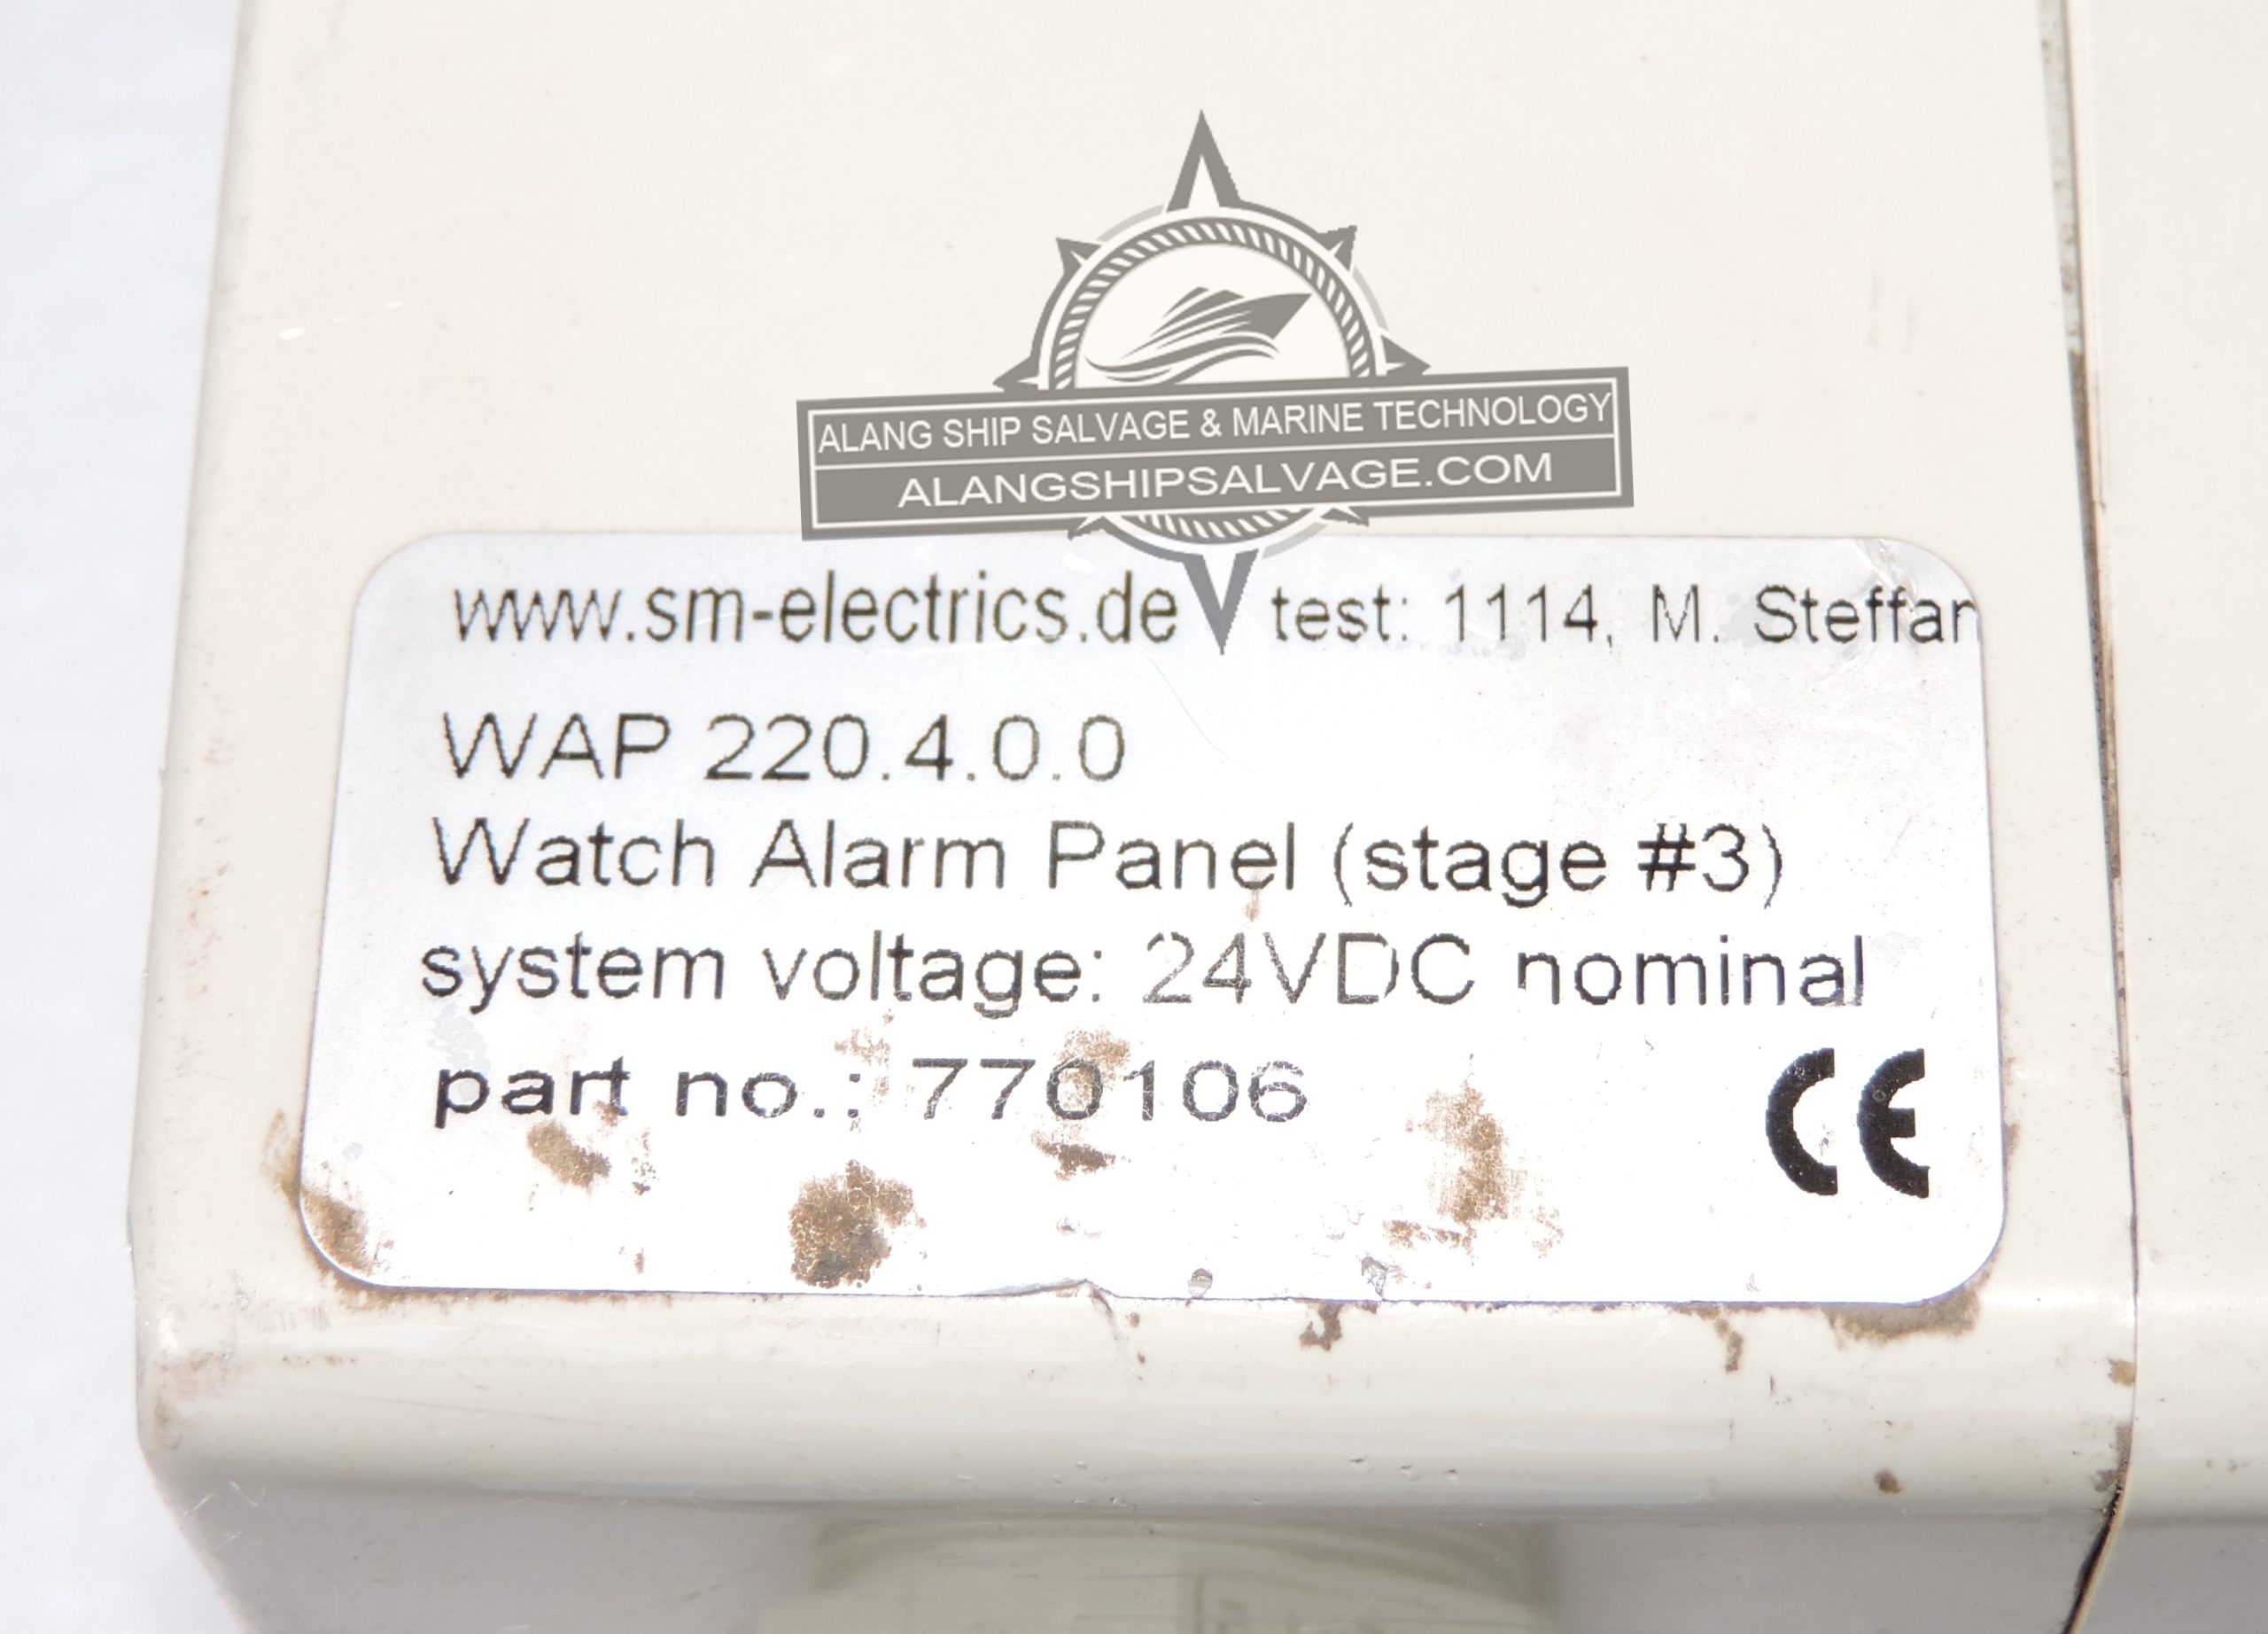 ALANG SHIP SALVAGE & MARINE TECHNOLOGY
ALANGSHIPSALVAGE.COM
www.sm-electrics.de test: 1114, M. Steffan
WAP 220.4.0.0
Watch Alarm Panel (stage #3)
system voltage: 24VDC nominal
part no.: 770106
CE